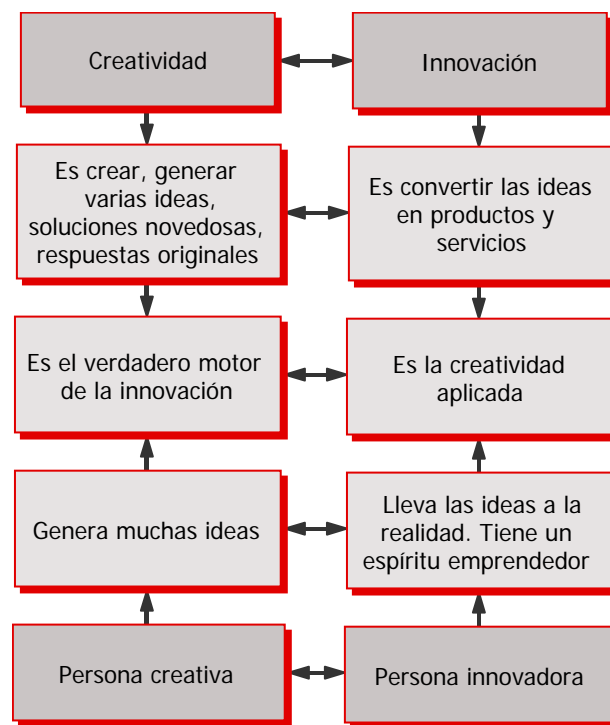 Creatividad
Innovación
Es crear, generar
varias ideas,
soluciones novedosas,
respuestas originales
Es convertir las ideas
en productos y
servicios
Es el verdadero motor
de la innovación
Es la creatividad
aplicada
Genera muchas ideas
Lleva las ideas a la
realidad. Tiene un
espíritu emprendedor
Persona creativa
Persona innovadora